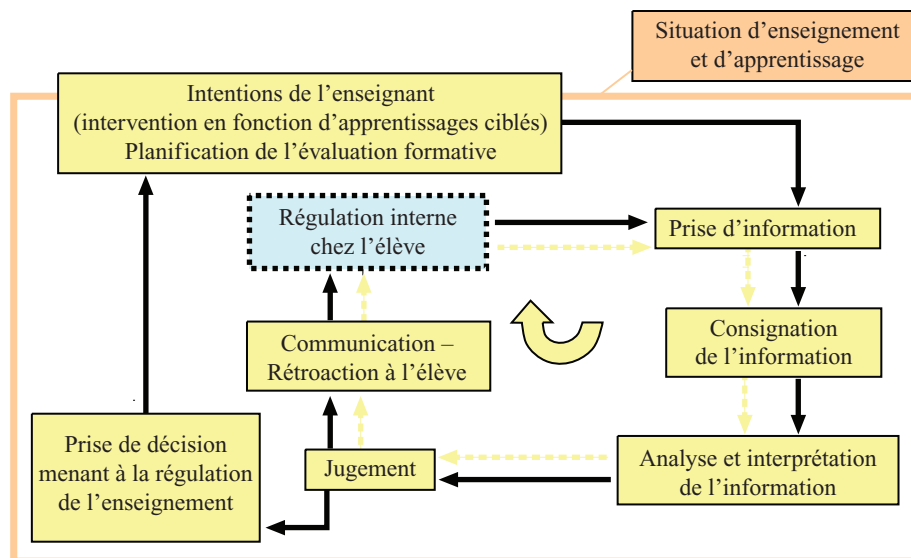 Situation d’enseignement
et d’apprentissage
Intentions de l’enseignant
(intervention en fonction d’apprentissages ciblés)
Planification de l’évaluation formative
Régulation interne
chez l’élève
Prise d’information
Communication –
Rétroaction à l’élève
Consignation
de l’information
Prise de décision
menant à la régulation
de l’enseignement
Jugement
Analyse et interprétation
de l’information